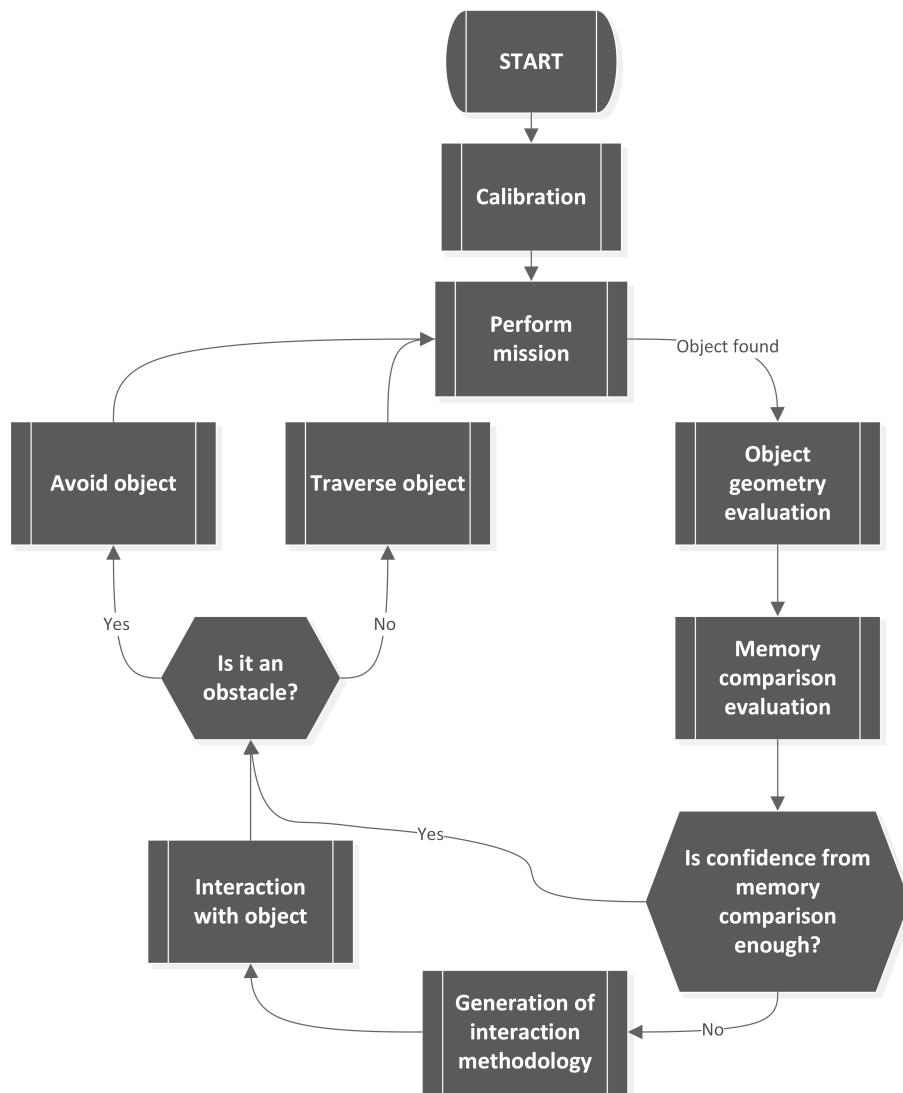 START
Calibration
Perform
mission
Object found
Avoid object
Traverse object
Object
geometry
evaluation
Yes
No
Is it an
obstacle?
Memory
comparison
evaluation
Yes
Interaction
with object
Is confidence from
memory
comparison
enough?
Generation of
interaction
methodology
No